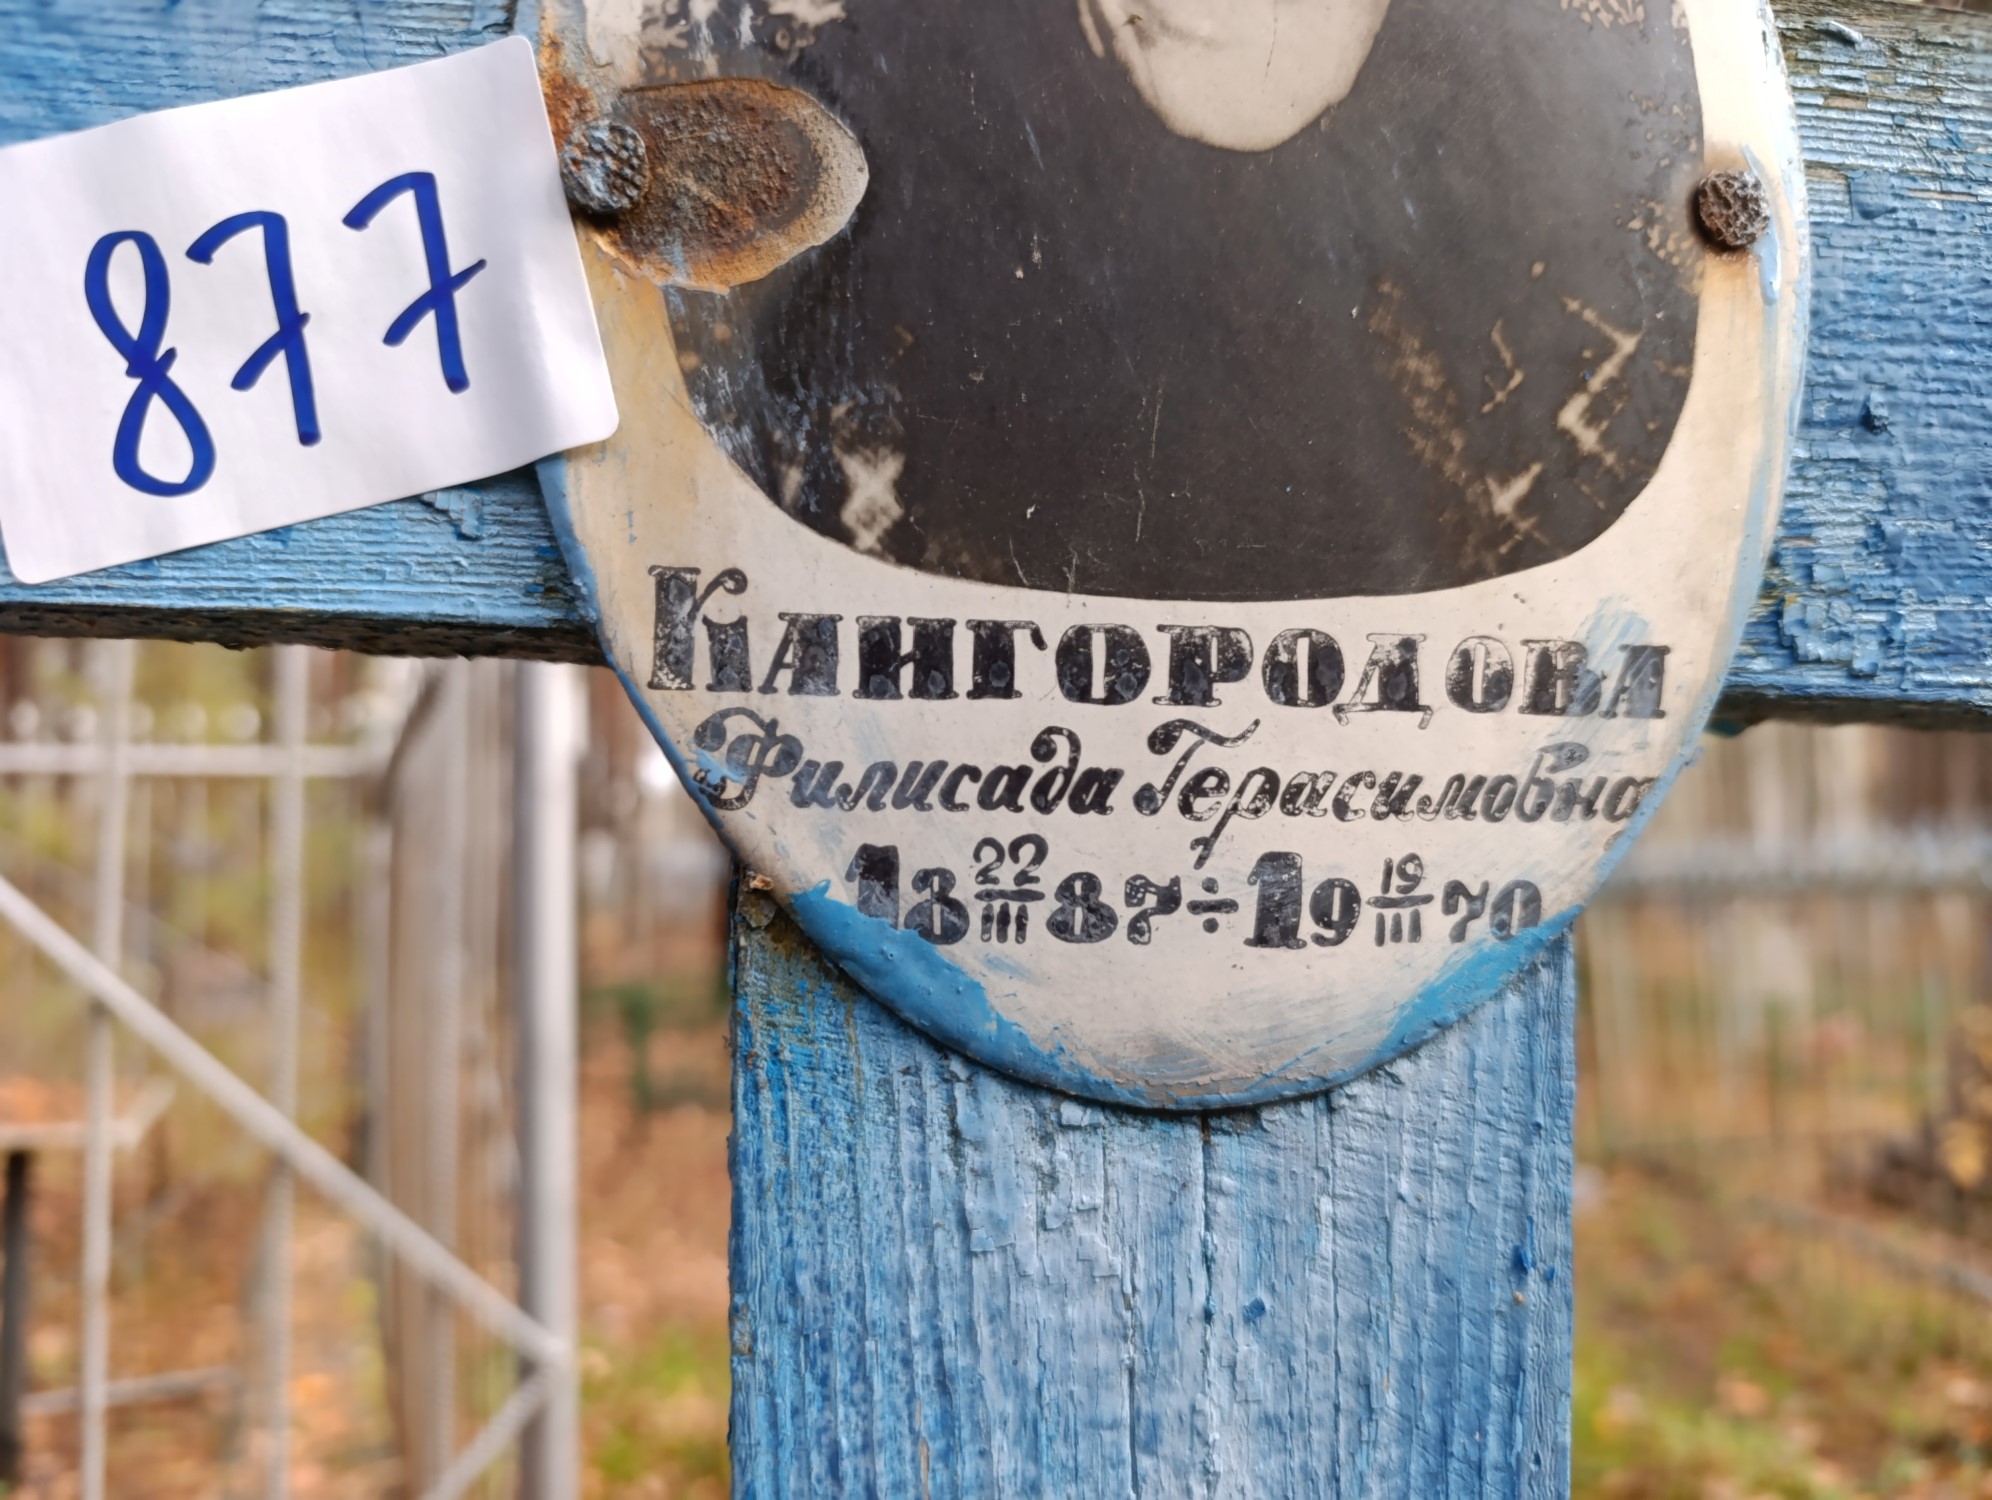 877
Кангородова
Филисада Герасимовна
18 22/III 87 ÷ 19 19/III 70